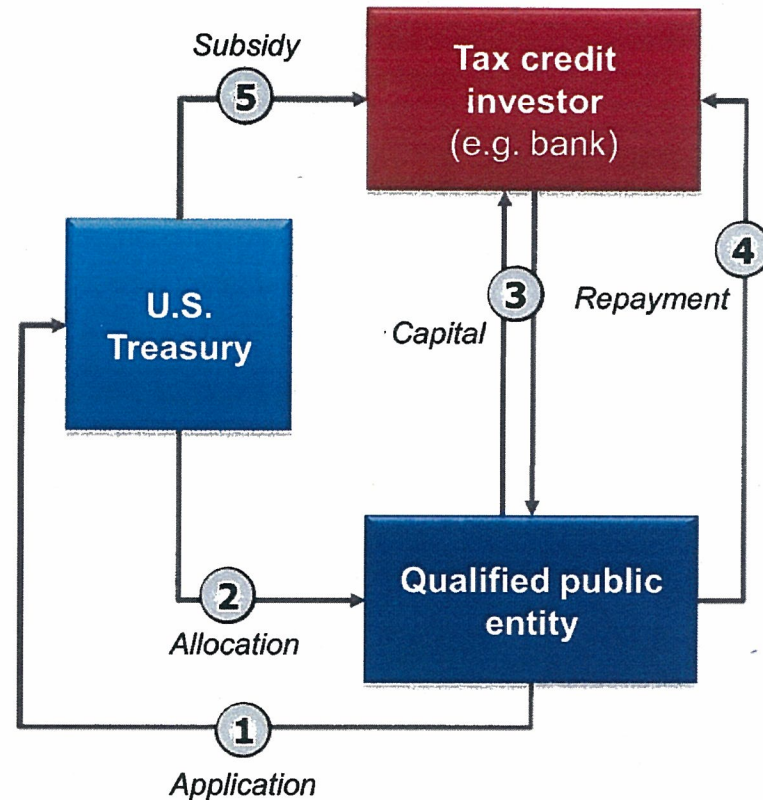 Subsidy
5
Tax credit
investor
(e.g. bank)
4
U.S.
Treasury
3
Capital
Repayment
2
Allocation
Qualified public
entity
1
Application